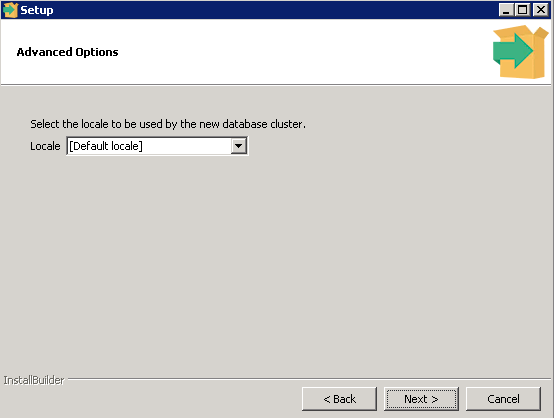 Setup
Advanced Options
Select the locale to be used by the new database cluster.
Locale [Default locale]
InstallBuilder
< Back Next > Cancel